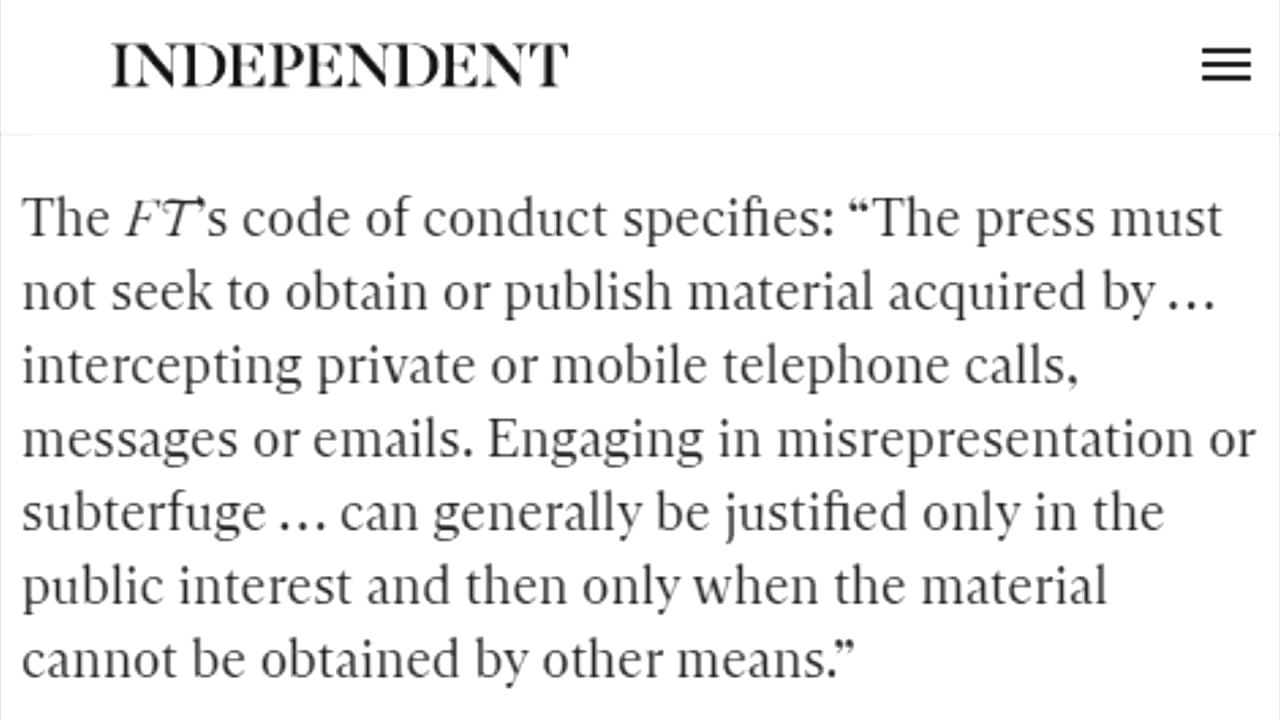 INDEPENDENT
The FT’s code of conduct specifies: “The press must
not seek to obtain or publish material acquired by …
intercepting private or mobile telephone calls,
messages or emails. Engaging in misrepresentation or
subterfuge … can generally be justified only in the
public interest and then only when the material
cannot be obtained by other means.”